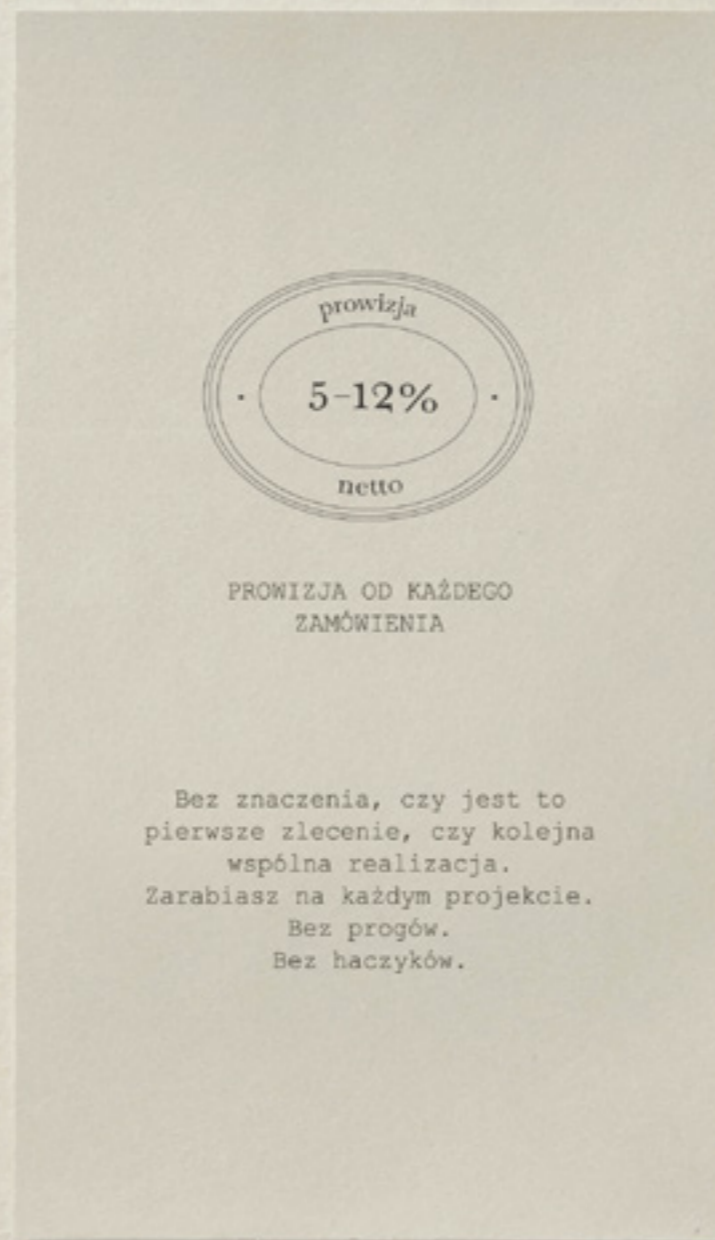 prowizja
5-12%
netto
PROWIZJA OD KAŻDEGO
ZAMÓWIENIA
Bez znaczenia, czy jest to
pierwsze zlecenie, czy kolejna
wspólna realizacja.
Zarabiasz na każdym projekcie.
Bez progów.
Bez haczyków.